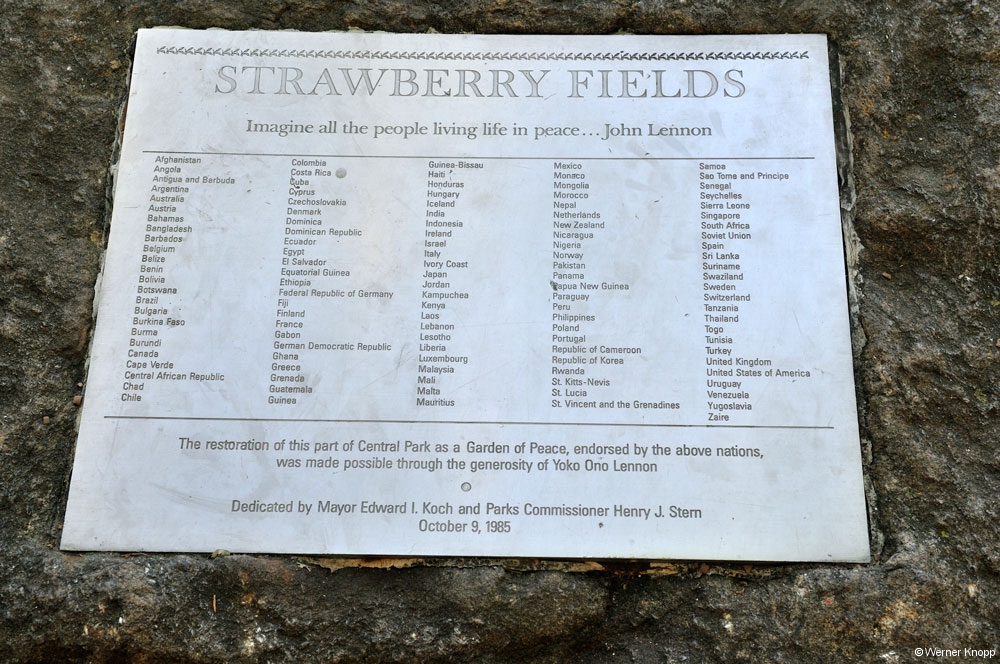 STRAWBERRY FIELDS
Imagine all the people living life in peace...John Lennon
Afghanistan
Angola
Antigua and Barbuda
Argentina
Australia
Austria
Bahamas
Bangladesh
Barbados
Belgium
Belize
Benin
Bolivia
Botswana
Brazil
Bulgaria
Burkina Faso
Burma
Burundi
Canada
Cape Verde
Central African Republic
Chad
Chile
Colombia
Costa Rica
Cuba
Cyprus
Czechoslovakia
Denmark
Dominica
Dominican Republic
Ecuador
Egypt
El Salvador
Equatorial Guinea
Ethiopia
Federal Republic of Germany
Fiji
Finland
France
Gabon
German Democratic Republic
Ghana
Greece
Grenada
Guatemala
Guinea
Guinea-Bissau
Haiti
Honduras
Hungary
Iceland
India
Indonesia
Ireland
Israel
Italy
Ivory Coast
Japan
Jordan
Kampuchea
Kenya
Laos
Lebanon
Lesotho
Liberia
Luxembourg
Malaysia
Mali
Malta
Mauritius
Mexico
Monaco
Mongolia
Morocco
Nepal
Netherlands
New Zealand
Nicaragua
Nigeria
Norway
Pakistan
Panama
Papua New Guinea
Paraguay
Peru
Philippines
Poland
Portugal
Republic of Cameroon
Republic of Korea
Rwanda
St. Kitts-Nevis
St. Lucia
St. Vincent and the Grenadines
Samoa
Sao Tome and Principe
Senegal
Seychelles
Sierra Leone
Singapore
South Africa
Soviet Union
Spain
Sri Lanka
Suriname
Swaziland
Sweden
Switzerland
Tanzania
Thailand
Togo
Tunisia
Turkey
United Kingdom
United States of America
Uruguay
Venezuela
Yugoslavia
Zaire
The restoration of this part of Central Park as a Garden of Peace, endorsed by the above nations,
was made possible through the generosity of Yoko Ono Lennon
Dedicated by Mayor Edward I. Koch and Parks Commissioner Henry J. Stern
October 9, 1985
©Werner Knopp